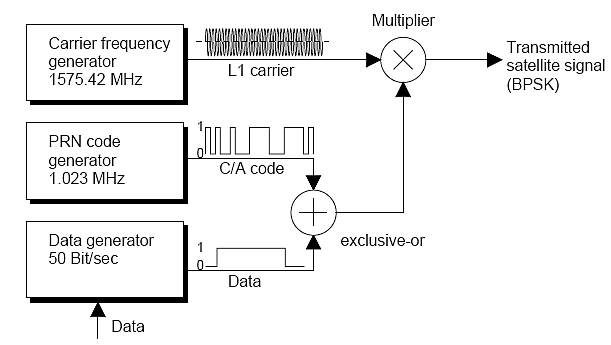 Multiplier
Carrier frequency
generator
1575.42 MHz
L1 carrier
Transmitted
satellite signal
(BPSK)
PRN code
generator
1.023 MHz
1
0
C/A code
exclusive-or
Data generator
50 Bit/sec
1
0
Data
Data